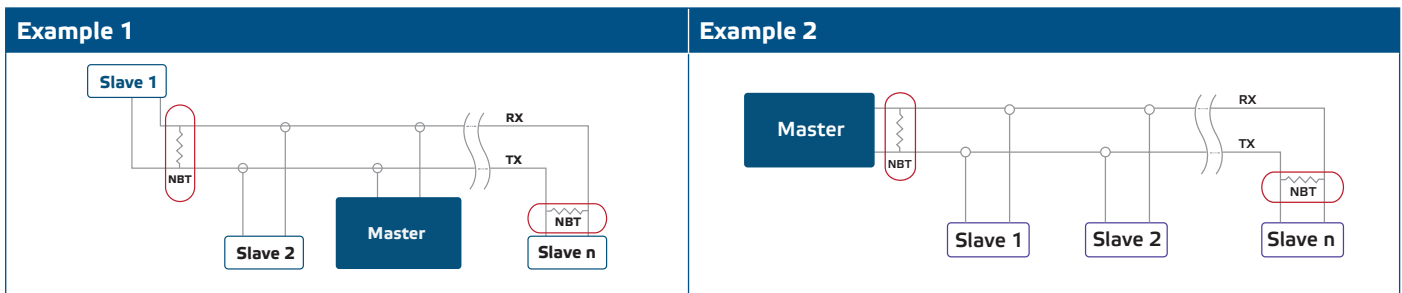 Example 1
Slave 1
RX
TX
NBT
NBT
Master
Slave 2
Slave n
Example 2
Master
RX
TX
NBT
NBT
Slave 1
Slave 2
Slave n